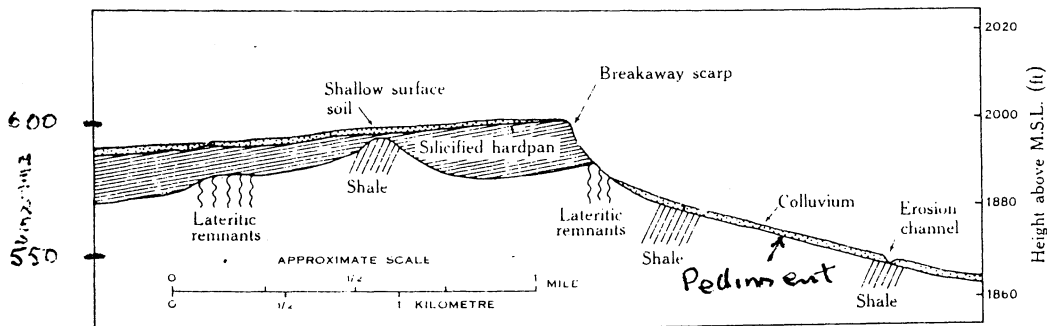 2020
Breakaway scarp
Shallow surface
soil
600
2000
Silicified hardpan
Shale
Height above M.S.L. (ft)
1880
Lateritic
remnants
Lateritic
remnants
Colluvium
Erosion
channel
550
APPROXIMATE SCALE
Shale
Pediment
0 1/2 1 MILE
0 1/2 1 KILOMETRE
Shale
1860